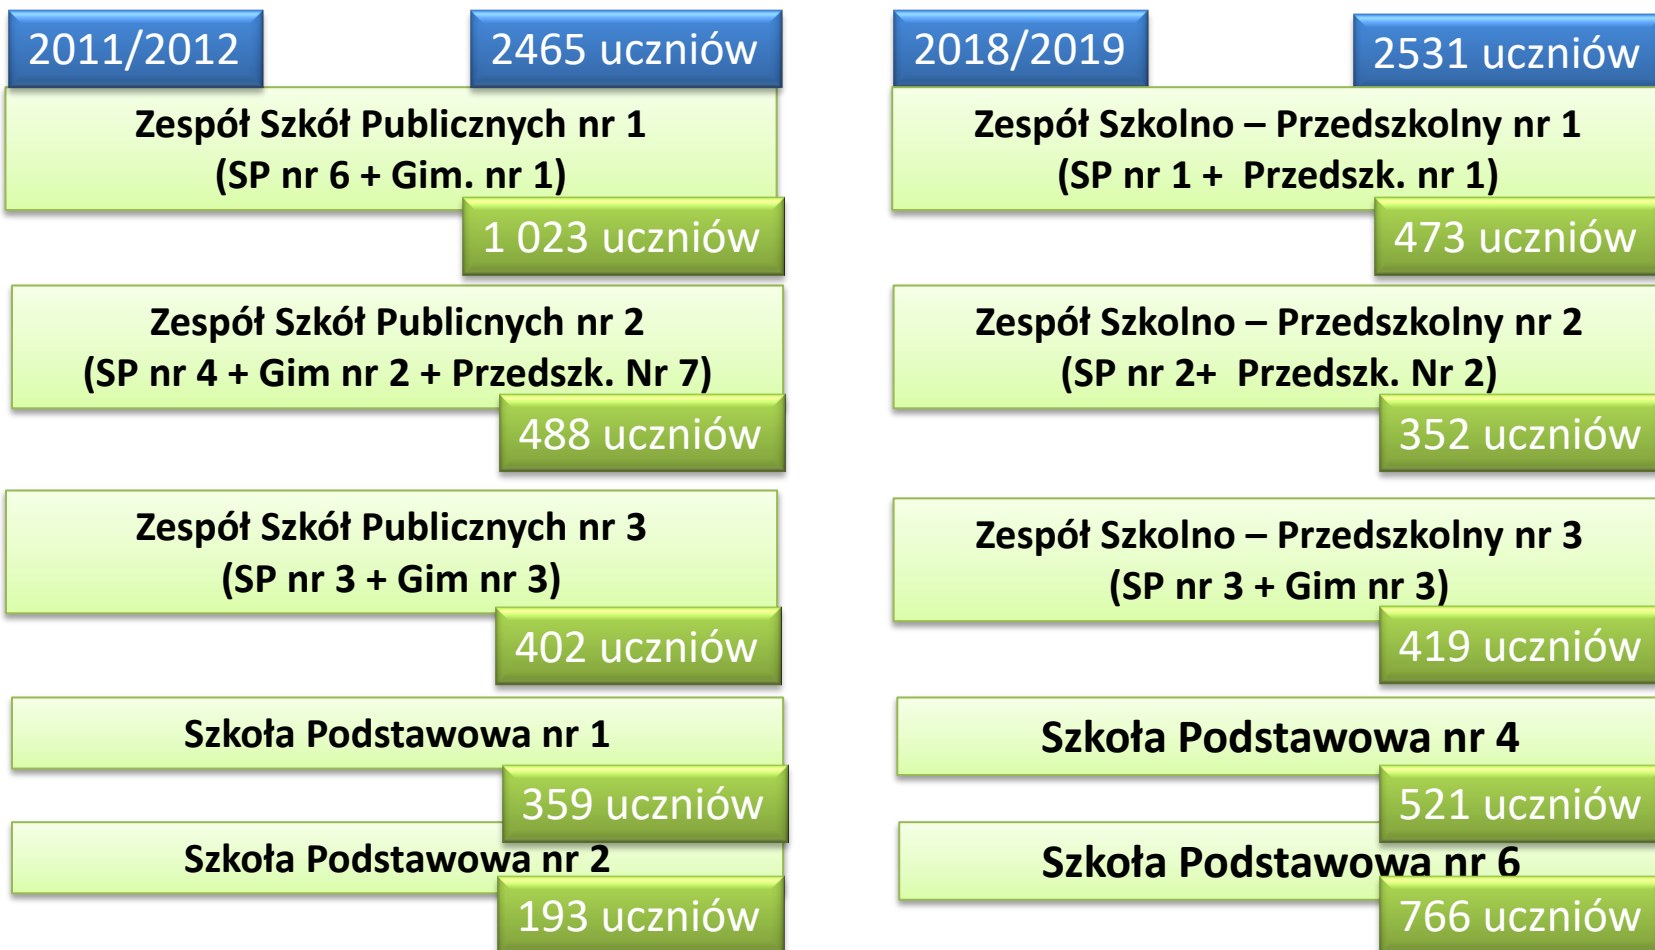 2011/2012
2465 uczniów
Zespół Szkół Publicznych nr 1
(SP nr 6 + Gim. nr 1)
1 023 uczniów
Zespół Szkół Publicnych nr 2
(SP nr 4 + Gim nr 2 + Przedszk. Nr 7)
488 uczniów
Zespół Szkół Publicznych nr 3
(SP nr 3 + Gim nr 3)
402 uczniów
Szkoła Podstawowa nr 1
359 uczniów
Szkoła Podstawowa nr 2
193 uczniów
2018/2019
2531 uczniów
Zespół Szkolno – Przedszkolny nr 1
(SP nr 1 + Przedszk. nr 1)
473 uczniów
Zespół Szkolno – Przedszkolny nr 2
(SP nr 2+ Przedszk. Nr 2)
352 uczniów
Zespół Szkolno – Przedszkolny nr 3
(SP nr 3 + Gim nr 3)
419 uczniów
Szkoła Podstawowa nr 4
521 uczniów
Szkoła Podstawowa nr 6
766 uczniów